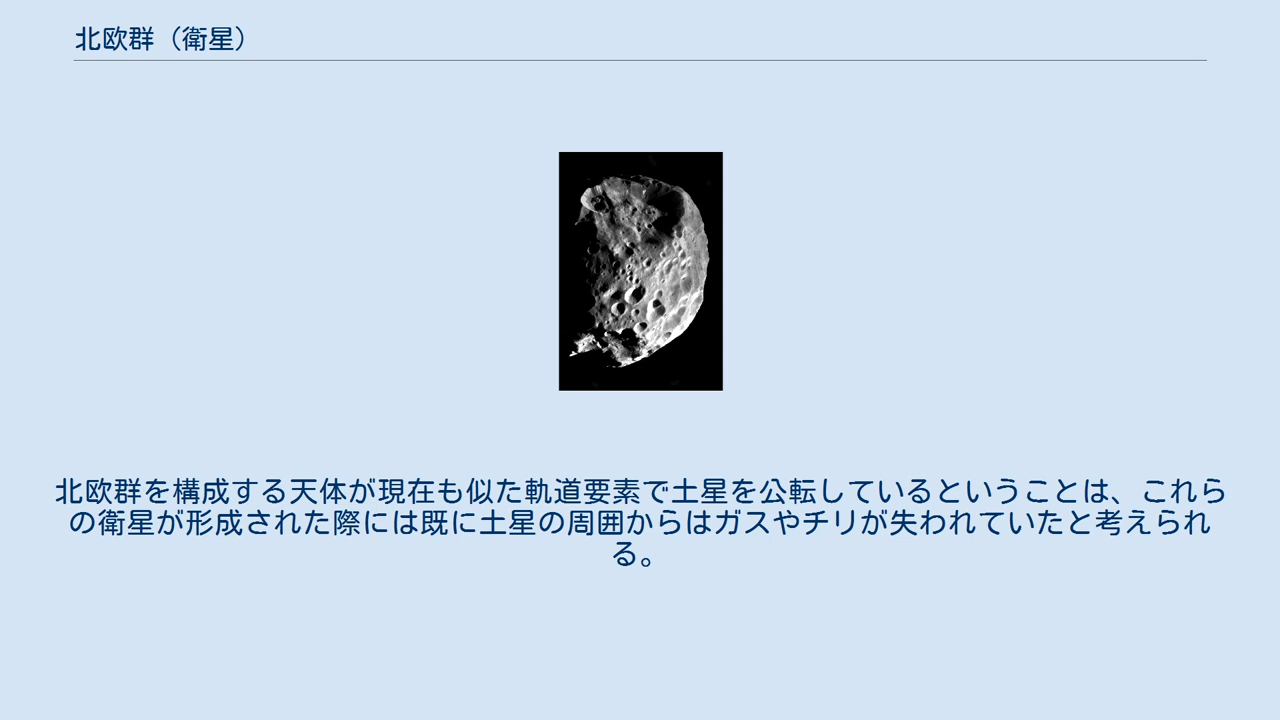 北欧群（衛星）
北欧群を構成する天体が現在も似た軌道要素で土星を公転しているということは、これら
の衛星が形成された際には既に土星の周囲からはガスやチリが失われていたと考えられ
る。